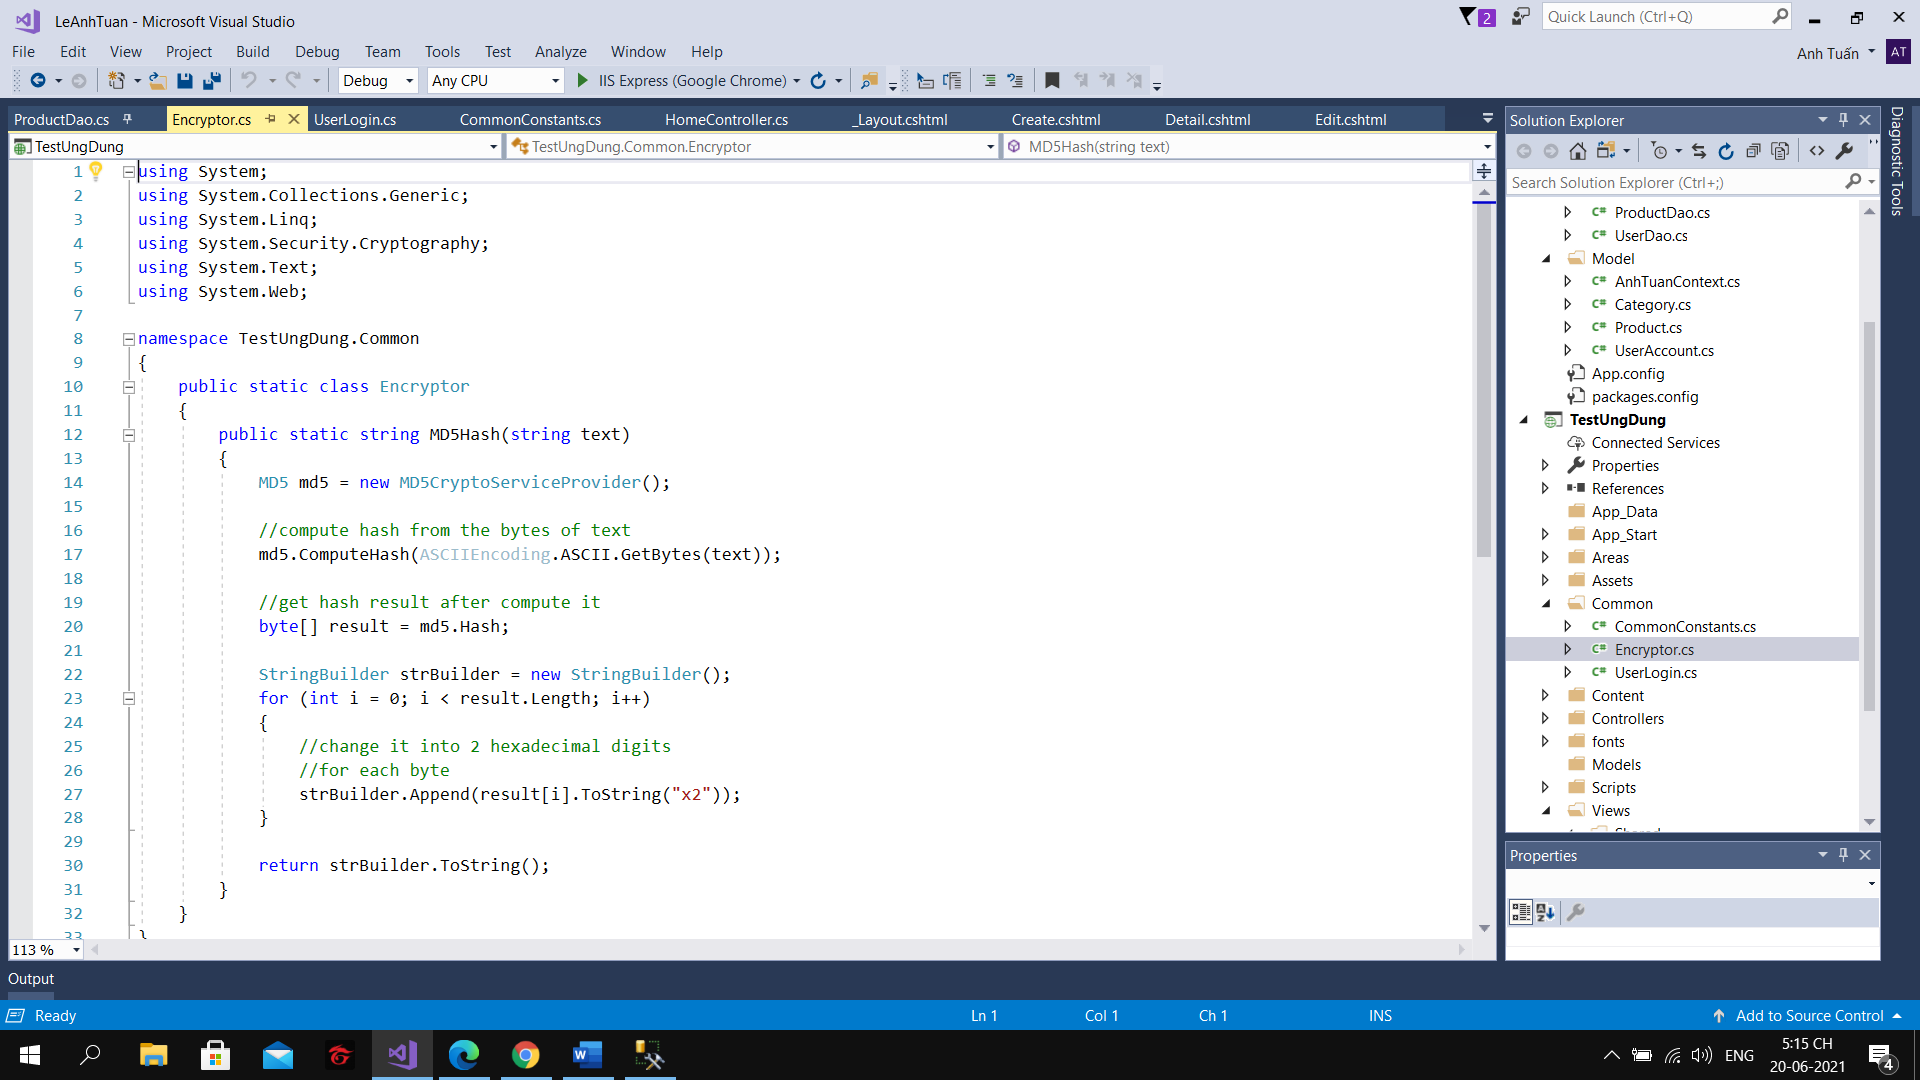 LeAnhTuan - Microsoft Visual Studio
2
Quick Launch (Ctrl+Q)
File Edit View Project Build Debug Team Tools Test Analyze Window Help
Anh Tuấn AT
Debug Any CPU IIS Express (Google Chrome)
ProductDao.cs Encryptor.cs UserLogin.cs CommonConstants.cs HomeController.cs _Layout.cshtml Create.cshtml Detail.cshtml Edit.cshtml
TestUngDung TestUngDung.Common.Encryptor MD5Hash(string text)
1 using System;
2 using System.Collections.Generic;
3 using System.Linq;
4 using System.Security.Cryptography;
5 using System.Text;
6 using System.Web;
7
8 namespace TestUngDung.Common
9 {
10 public static class Encryptor
11 {
12 public static string MD5Hash(string text)
13 {
14 MD5 md5 = new MD5CryptoServiceProvider();
15
16 //compute hash from the bytes of text
17 md5.ComputeHash(ASCIIEncoding.ASCII.GetBytes(text));
18
19 //get hash result after compute it
20 byte[] result = md5.Hash;
21
22 StringBuilder strBuilder = new StringBuilder();
23 for (int i = 0; i < result.Length; i++)
24 {
25 //change it into 2 hexadecimal digits
26 //for each byte
27 strBuilder.Append(result[i].ToString("x2"));
28 }
29
30 return strBuilder.ToString();
31 }
32 }
33 }
113 %
Solution Explorer
Search Solution Explorer (Ctrl+;)
C# ProductDao.cs
C# UserDao.cs
Model
C# AnhTuanContext.cs
C# Category.cs
C# Product.cs
C# UserAccount.cs
App.config
packages.config
TestUngDung
Connected Services
Properties
References
App_Data
App_Start
Areas
Assets
Common
C# CommonConstants.cs
C# Encryptor.cs
C# UserLogin.cs
Content
Controllers
fonts
Models
Scripts
Views
Shared
Properties
Diagnostic Tools
Output
Ready Ln 1 Col 1 Ch 1 INS Add to Source Control
ENG
5:15 CH
20-06-2021
4